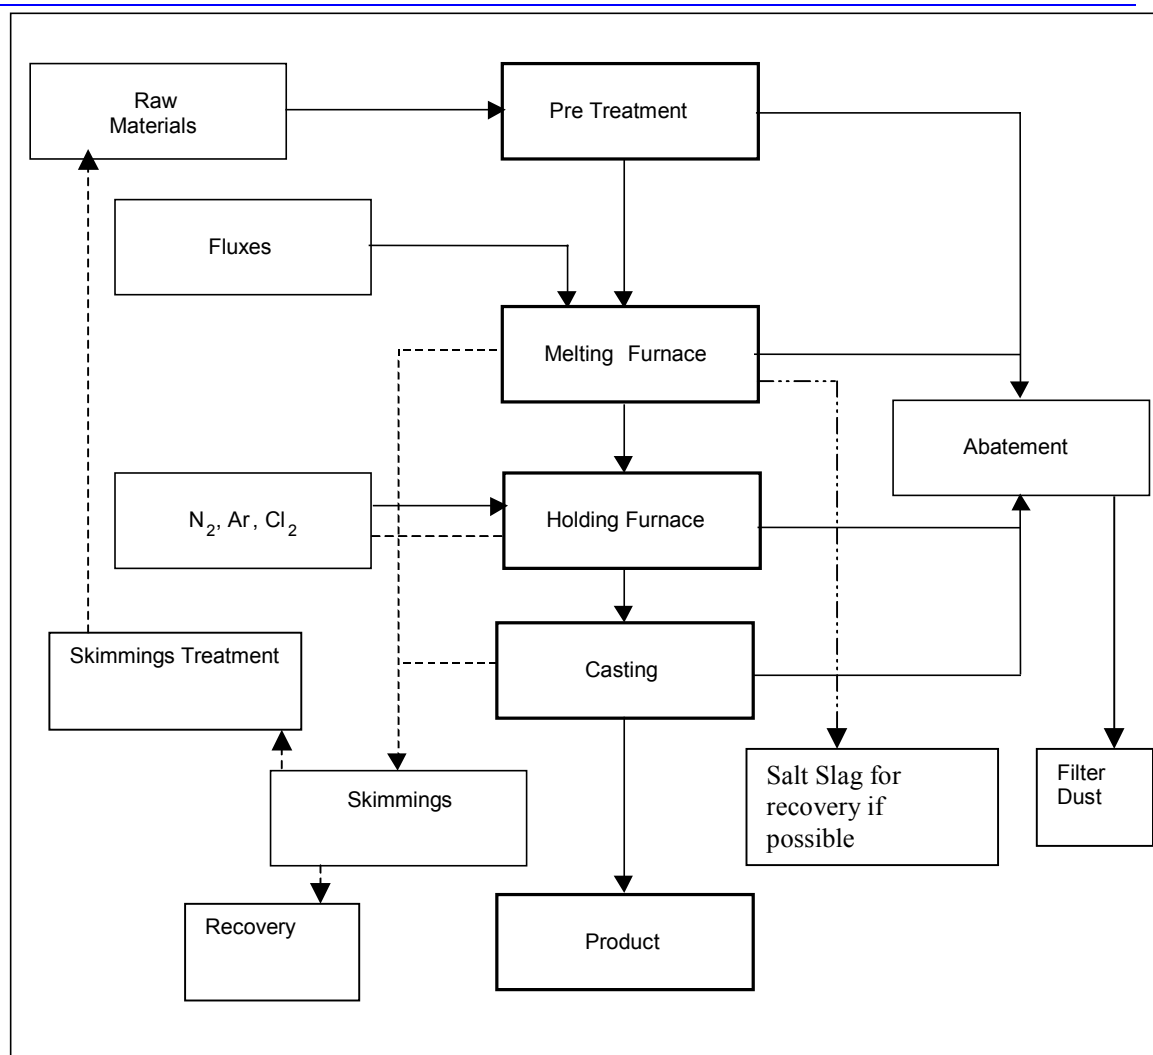 Raw
Materials
Pre Treatment
Fluxes
Melting Furnace
Abatement
N2, Ar, Cl2
Holding Furnace
Skimmings Treatment
Casting
Skimmings
Salt Slag for
recovery if
possible
Filter
Dust
Recovery
Product